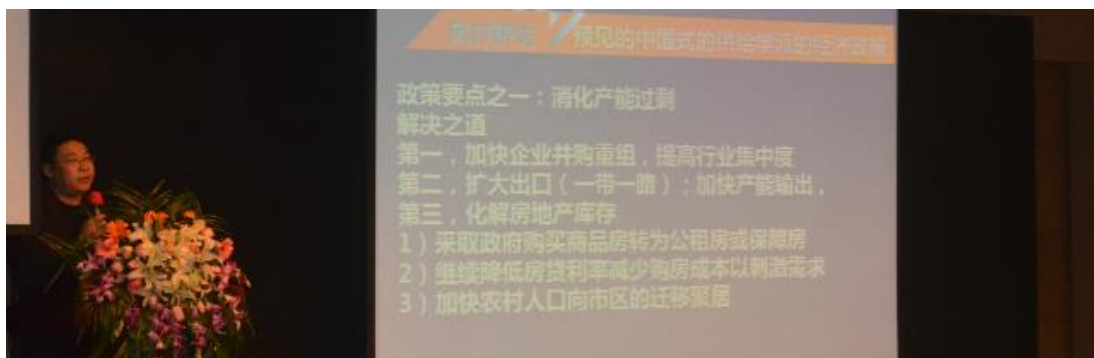 预见的中国式的供给学派的经济政策
政策要点之一：消化产能过剩
解决之道
第一，加快企业并购重组，提高行业集中度
第二，扩大出口（一带一路）；加快产能输出，
第三，化解房地产库存
1）采取政府购买商品房转为公租房或保障房
2）继续降低房贷利率减少购房成本以刺激需求
3）加快农村人口向市区的迁移聚居